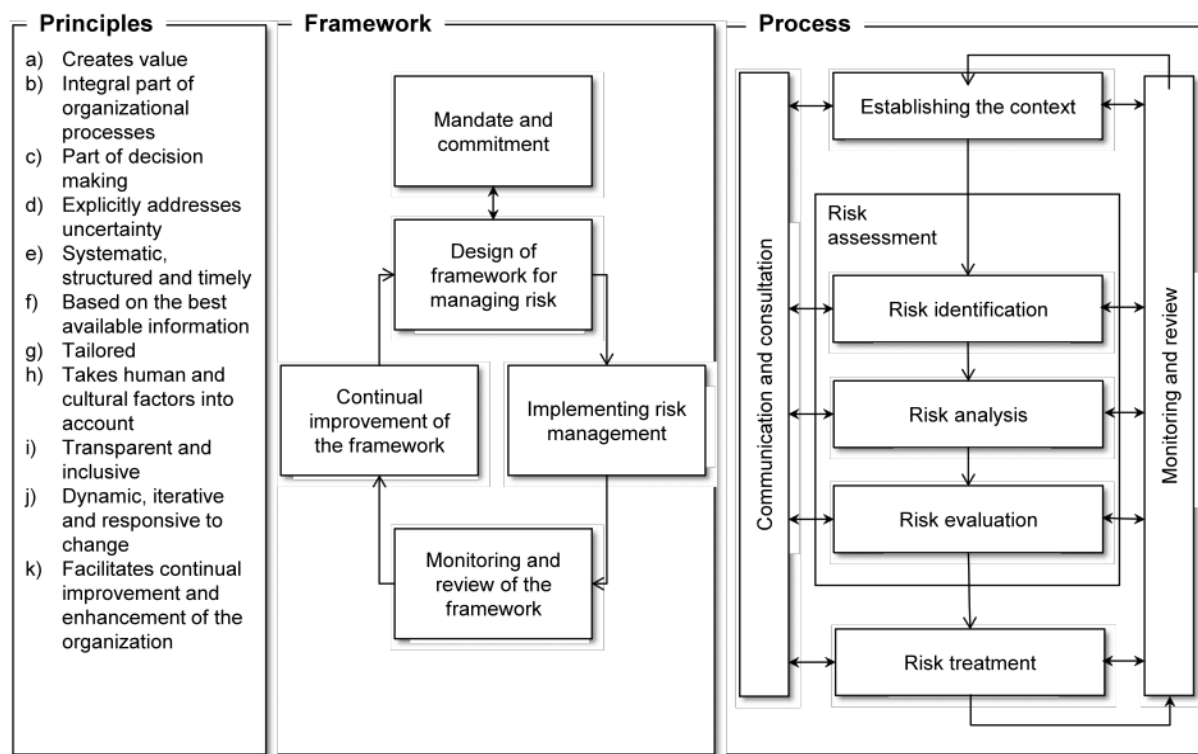 Principles
a) Creates value
b) Integral part of
organizational
processes
c) Part of decision
making
d) Explicitly addresses
uncertainty
e) Systematic,
structured and timely
f) Based on the best
available information
g) Tailored
h) Takes human and
cultural factors into
account
i) Transparent and
inclusive
j) Dynamic, iterative
and responsive to
change
k) Facilitates continual
improvement and
enhancement of the
organization
Framework
Mandate and
commitment
Design of
framework for
managing risk
Continual
improvement of
the framework
Implementing risk
management
Monitoring and
review of the
framework
Process
Communication and consultation
Establishing the context
Risk
assessment
Risk identification
Risk analysis
Risk evaluation
Risk treatment
Monitoring and review